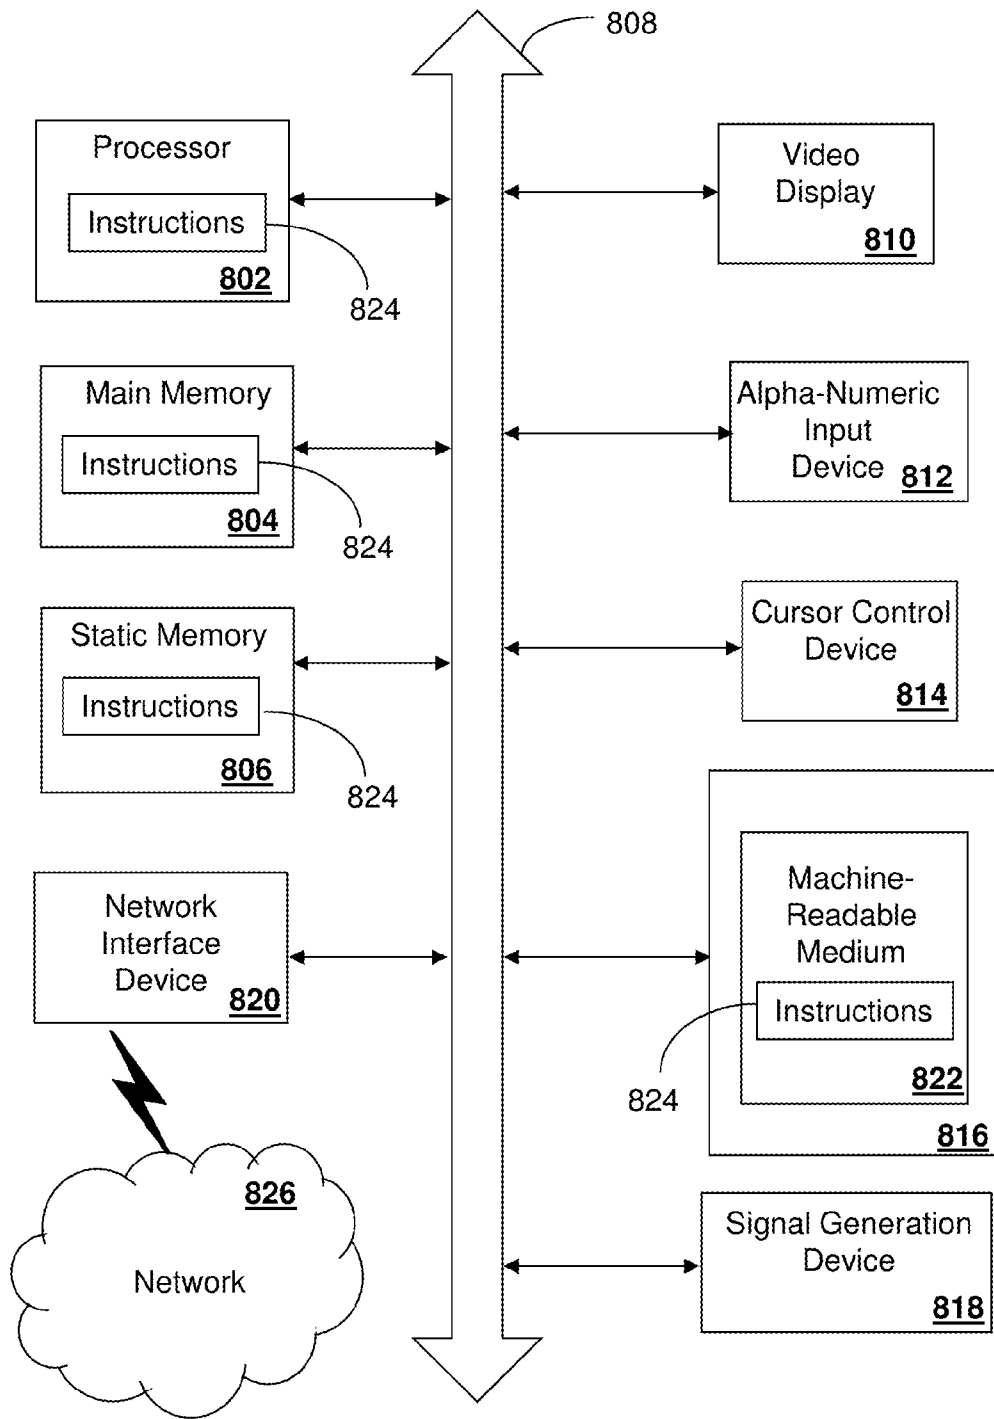 808
Processor
Instructions
802
824
Main Memory
Instructions
804
824
Static Memory
Instructions
806
824
Network
Interface
Device
820
826
Network
Video
Display
810
Alpha-Numeric
Input
Device
812
Cursor Control
Device
814
Machine-
Readable
Medium
Instructions
824
822
816
Signal Generation
Device
818